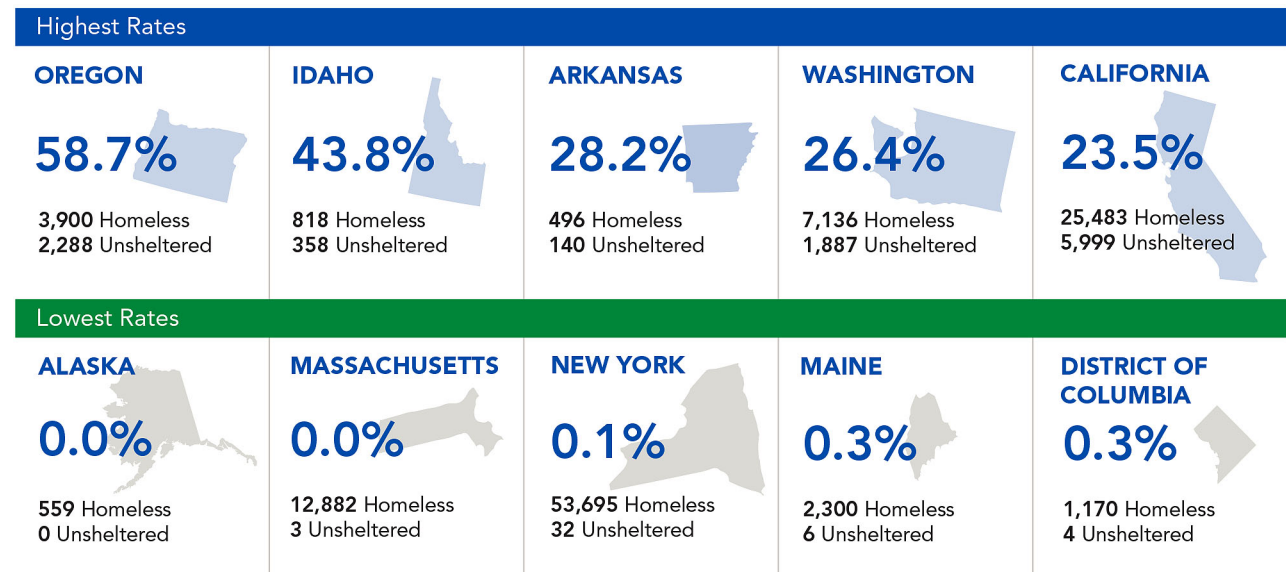 Highest Rates
OREGON
58.7%
3,900 Homeless
2,288 Unsheltered
IDAHO
43.8%
818 Homeless
358 Unsheltered
ARKANSAS
28.2%
496 Homeless
140 Unsheltered
WASHINGTON
26.4%
7,136 Homeless
1,887 Unsheltered
CALIFORNIA
23.5%
25,483 Homeless
5,999 Unsheltered
Lowest Rates
ALASKA
0.0%
559 Homeless
0 Unsheltered
MASSACHUSETTS
0.0%
12,882 Homeless
3 Unsheltered
NEW YORK
0.1%
53,695 Homeless
32 Unsheltered
MAINE
0.3%
2,300 Homeless
6 Unsheltered
DISTRICT OF
COLUMBIA
0.3%
1,170 Homeless
4 Unsheltered